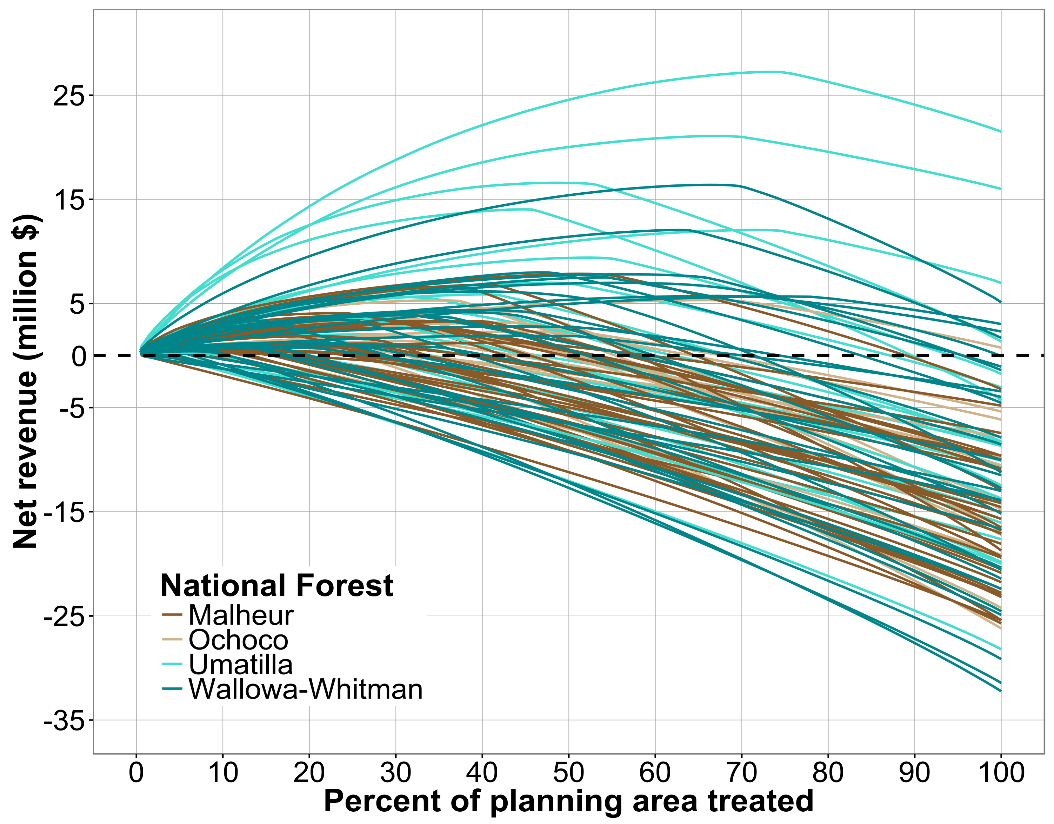 Net revenue (million $)
25
15
5
0
-5
-15
-25
-35
National Forest
Malheur
Ochoco
Umatilla
Wallowa-Whitman
0 10 20 30 40 50 60 70 80 90 100
Percent of planning area treated